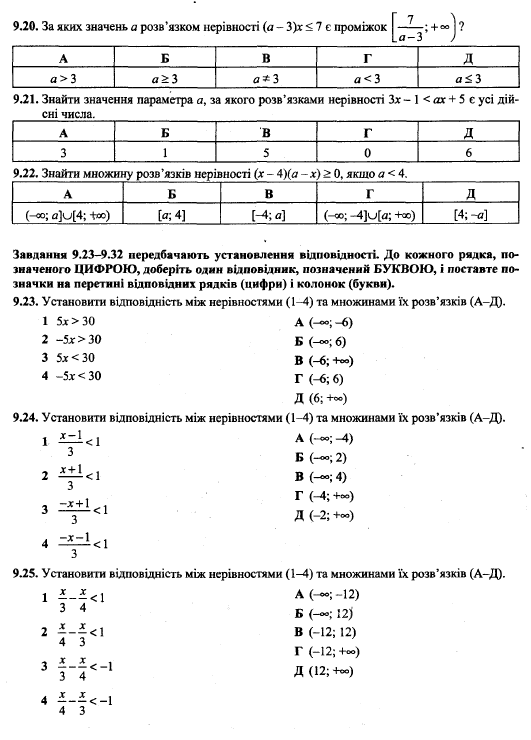 9.20. За яких значень a розв'язком нерівності (a – 3)x ≤ 7 є проміжок [7/(a–3); +∞)?
А Б В Г Д
a > 3 a ≥ 3 a ≠ 3 a < 3 a ≤ 3
9.21. Знайти значення параметра a, за якого розв'язками нерівності 3x – 1 < ax + 5 є усі дій-
сні числа.
А Б В Г Д
3 1 5 0 6
9.22. Знайти множину розв'язків нерівності (x – 4)(a – x) ≥ 0, якщо a < 4.
А Б В Г Д
(–∞; a]∪[4; +∞) [a; 4] [–4; a] (–∞; –4]∪[a; +∞) [4; –a]
Завдання 9.23–9.32 передбачають установлення відповідності. До кожного рядка, по-
значеного ЦИФРОЮ, доберіть один відповідник, позначений БУКВОЮ, і поставте по-
значки на перетині відповідних рядків (цифри) і колонок (букви).
9.23. Установити відповідність між нерівностями (1–4) та множинами їх розв'язків (А–Д).
1 5x > 30
2 –5x > 30
3 5x < 30
4 –5x < 30
А (–∞; –6)
Б (–∞; 6)
В (–6; +∞)
Г (–6; 6)
Д (6; +∞)
9.24. Установити відповідність між нерівностями (1–4) та множинами їх розв'язків (А–Д).
1 (x–1)/3 < 1
2 (x+1)/3 < 1
3 (–x+1)/3 < 1
4 (–x–1)/3 < 1
А (–∞; –4)
Б (–∞; 2)
В (–∞; 4)
Г (–4; +∞)
Д (–2; +∞)
9.25. Установити відповідність між нерівностями (1–4) та множинами їх розв'язків (А–Д).
1 x/3 – x/4 < 1
2 x/4 – x/3 < 1
3 x/3 – x/4 < –1
4 x/4 – x/3 < –1
А (–∞; –12)
Б (–∞; 12)
В (–12; 12)
Г (–12; +∞)
Д (12; +∞)